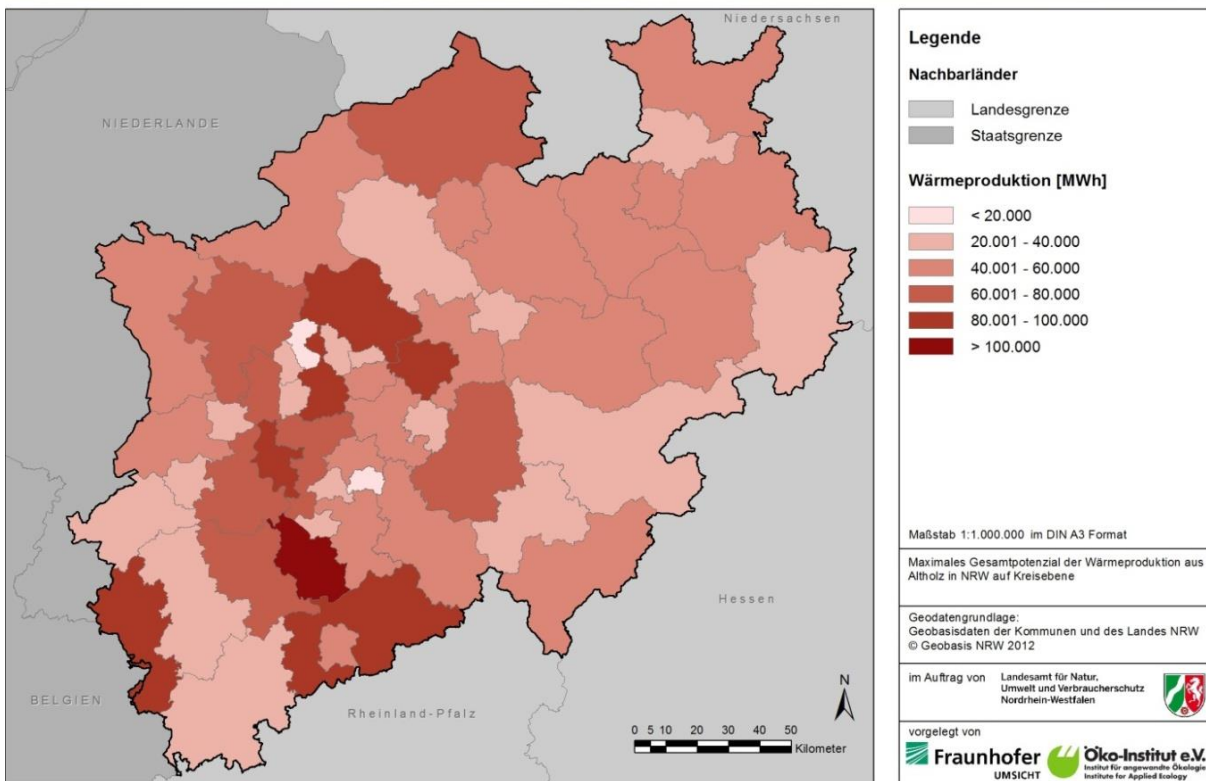 Niedersachsen
NIEDERLANDE
BELGIEN
Rheinland-Pfalz
Hessen
N
0 5 10 20 30 40 50
Kilometer
Legende
Nachbarländer
Landesgrenze
Staatsgrenze
Wärmeproduktion [MWh]
< 20.000
20.001 - 40.000
40.001 - 60.000
60.001 - 80.000
80.001 - 100.000
> 100.000
Maßstab 1:1.000.000 im DIN A3 Format
Maximales Gesamtpotenzial der Wärmeproduktion aus
Altholz in NRW auf Kreisebene
Geodatengrundlage:
Geobasisdaten der Kommunen und des Landes NRW
© Geobasis NRW 2012
im Auftrag von
Landesamt für Natur,
Umwelt und Verbraucherschutz
Nordrhein-Westfalen
vorgelegt von
Fraunhofer
UMSICHT
Öko-Institut e.V.
Institut für angewandte Ökologie
Institute for Applied Ecology